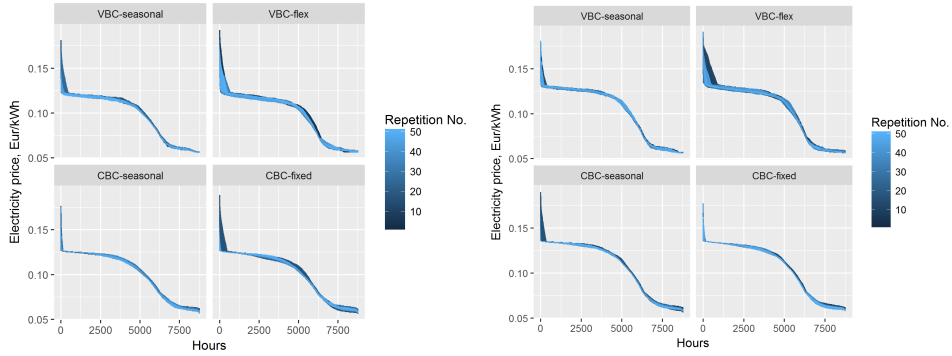 VBC-seasonal VBC-flex
0.15
0.10
0.05
CBC-seasonal CBC-fixed
0.15
0.10
0.05
0 2500 5000 7500 0 2500 5000 7500
Hours
Electricity price, Eur/kWh
Repetition No.
50
40
30
20
10
VBC-seasonal VBC-flex
0.15
0.10
0.05
CBC-seasonal CBC-fixed
0.15
0.10
0.05
0 2500 5000 7500 0 2500 5000 7500
Hours
Electricity price, Eur/kWh
Repetition No.
50
40
30
20
10